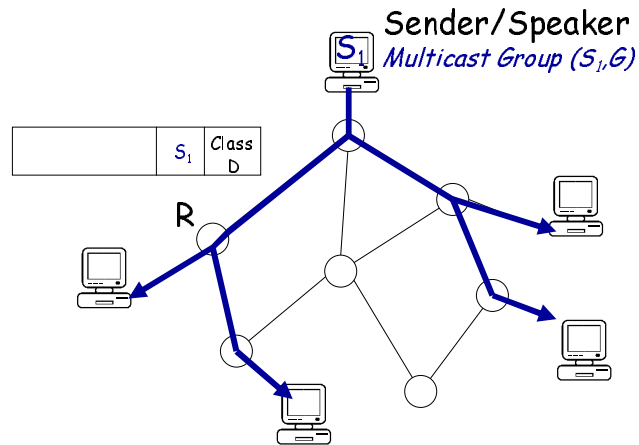 Sender/Speaker
S1
Multicast Group (S1,G)
S1
Class
D
R